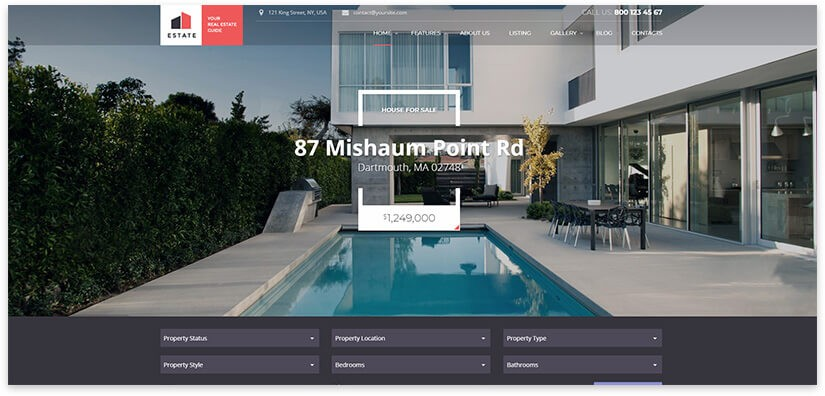 ESTATE
YOUR
REAL ESTATE
GUIDE
121 King Street, NY, USA
contact@yoursite.com
CALL US: 800 123 45 67
HOME
FEATURES
ABOUT US
LISTING
GALLERY
BLOG
CONTACTS
HOUSE FOR SALE
87 Mishaum Point Rd
Dartmouth, MA 02748
$1,249,000
Property Status
Property Location
Property Type
Property Style
Bedrooms
Bathrooms